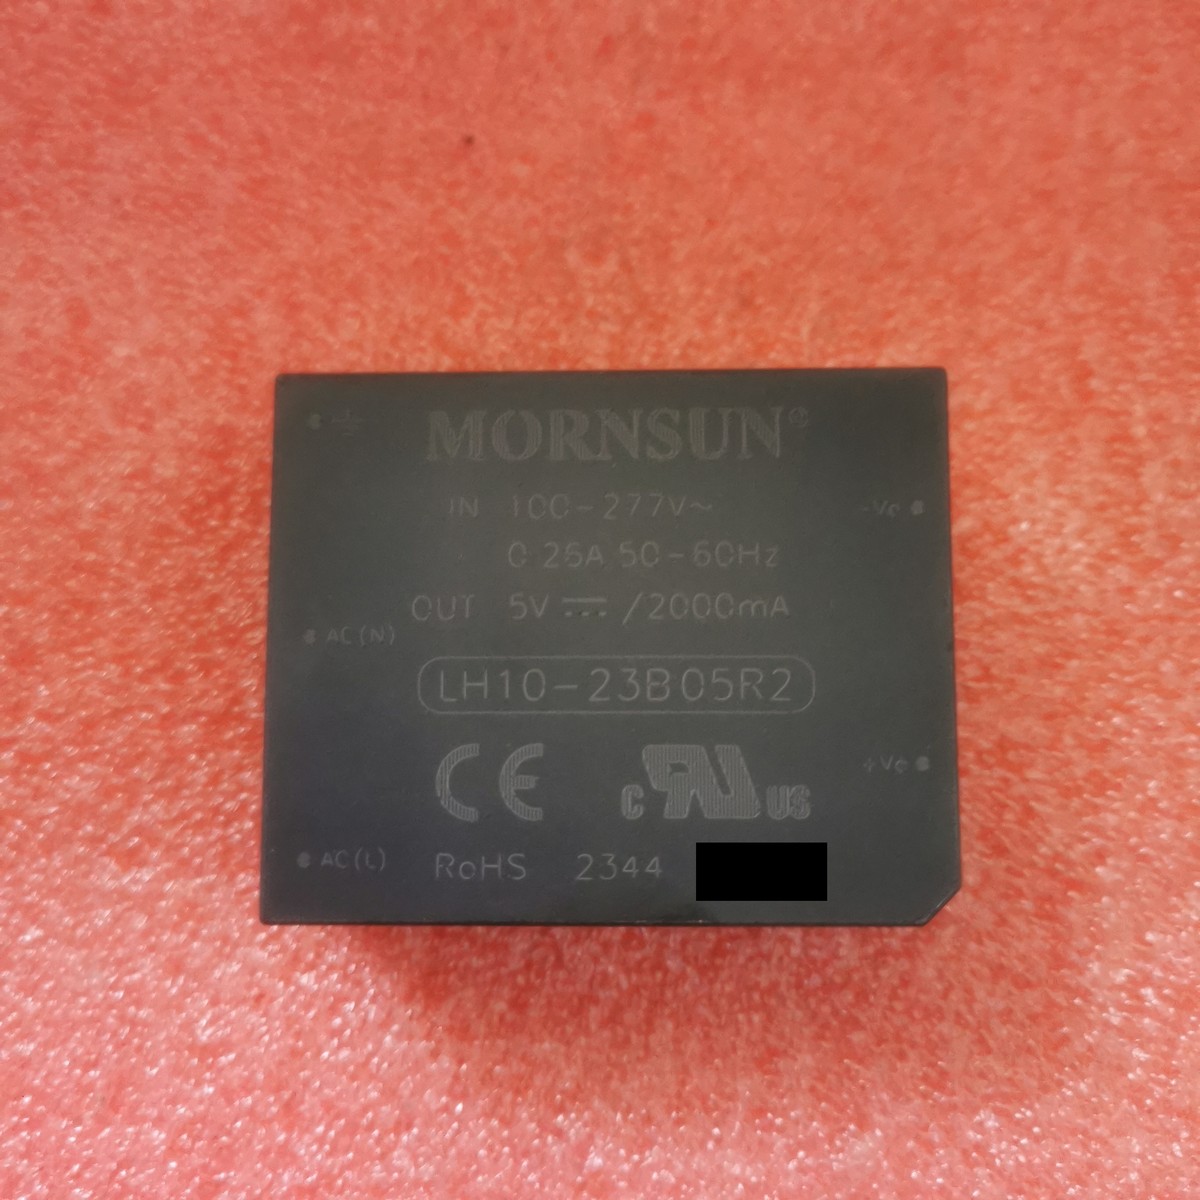 MORNSUN®
IN 100-277V~
-Vo
0.25A 50-60Hz
OUT 5V⎓/2000mA
AC(N)
LH10-23B05R2
CE
c RU US
+Vo
AC(L)
RoHS 2344